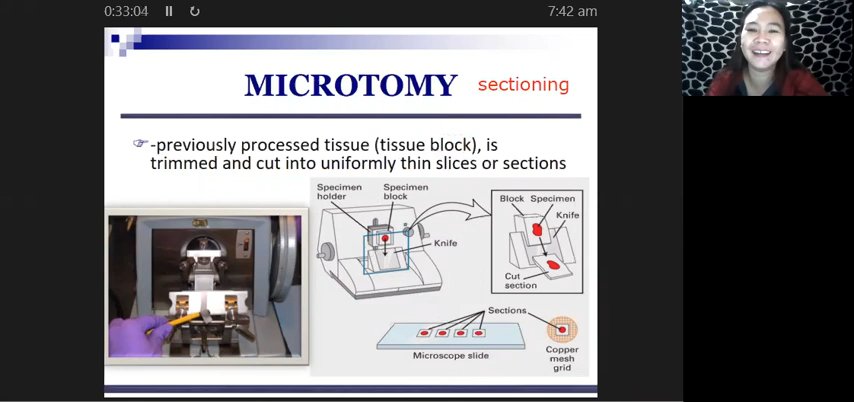 0:33:04
7:42 am
MICROTOMY sectioning
-previously processed tissue (tissue block), is
trimmed and cut into uniformly thin slices or sections
Specimen
holder
Specimen
block
Knife
Block Specimen
Knife
Cut
section
Sections
Microscope slide
Copper
mesh
grid